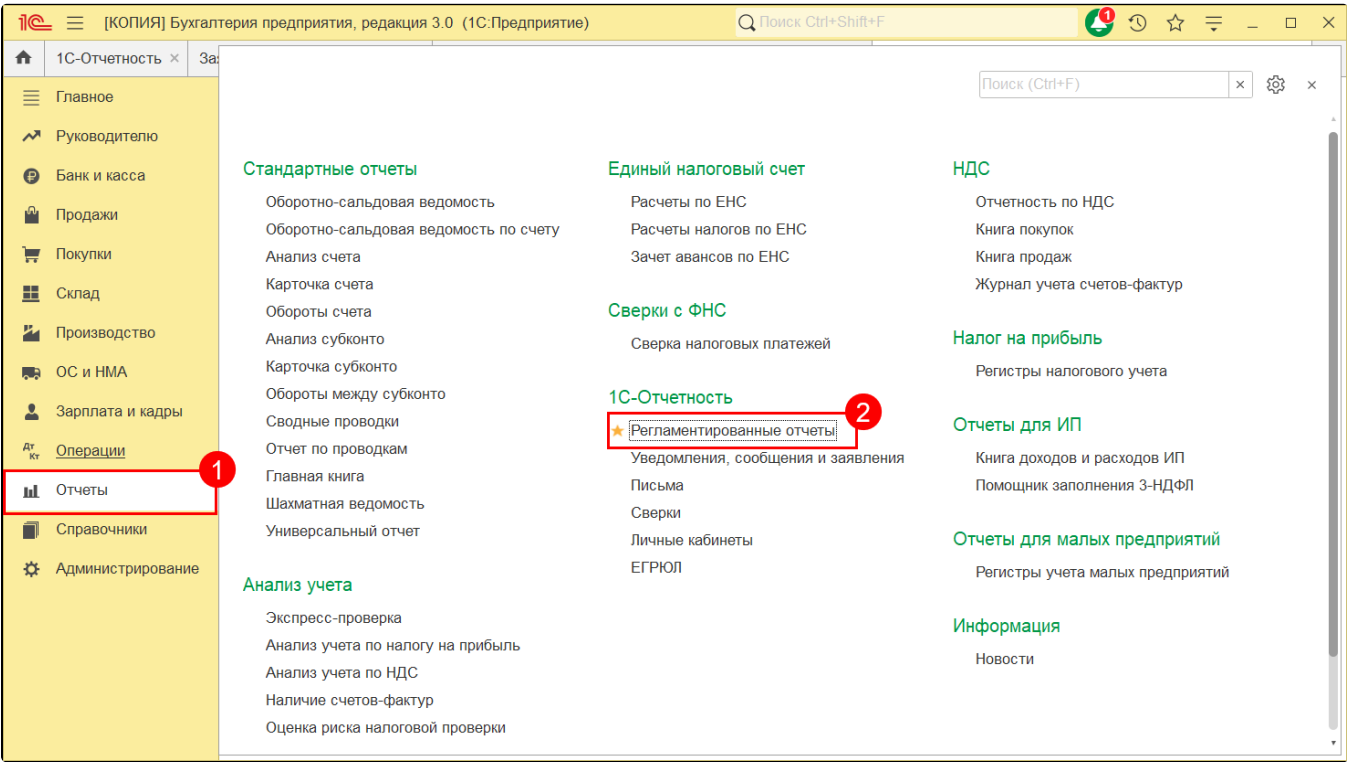 1С [КОПИЯ] Бухгалтерия предприятия, редакция 3.0 (1С:Предприятие) Поиск Ctrl+Shift+F 1
1С-Отчетность ×
Поиск (Ctrl+F) ×
Главное
Руководителю
Банк и касса
Продажи
Покупки
Склад
Производство
ОС и НМА
Зарплата и кадры
Дт Кт Операции
1
Отчеты
Справочники
Администрирование
Стандартные отчеты
Оборотно-сальдовая ведомость
Оборотно-сальдовая ведомость по счету
Анализ счета
Карточка счета
Обороты счета
Анализ субконто
Карточка субконто
Обороты между субконто
Сводные проводки
Отчет по проводкам
Главная книга
Шахматная ведомость
Универсальный отчет
Анализ учета
Экспресс-проверка
Анализ учета по налогу на прибыль
Анализ учета по НДС
Наличие счетов-фактур
Оценка риска налоговой проверки
Единый налоговый счет
Расчеты по ЕНС
Расчеты налогов по ЕНС
Зачет авансов по ЕНС
Сверки с ФНС
Сверка налоговых платежей
1С-Отчетность
2
Регламентированные отчеты
Уведомления, сообщения и заявления
Письма
Сверки
Личные кабинеты
ЕГРЮЛ
НДС
Отчетность по НДС
Книга покупок
Книга продаж
Журнал учета счетов-фактур
Налог на прибыль
Регистры налогового учета
Отчеты для ИП
Книга доходов и расходов ИП
Помощник заполнения 3-НДФЛ
Отчеты для малых предприятий
Регистры учета малых предприятий
Информация
Новости